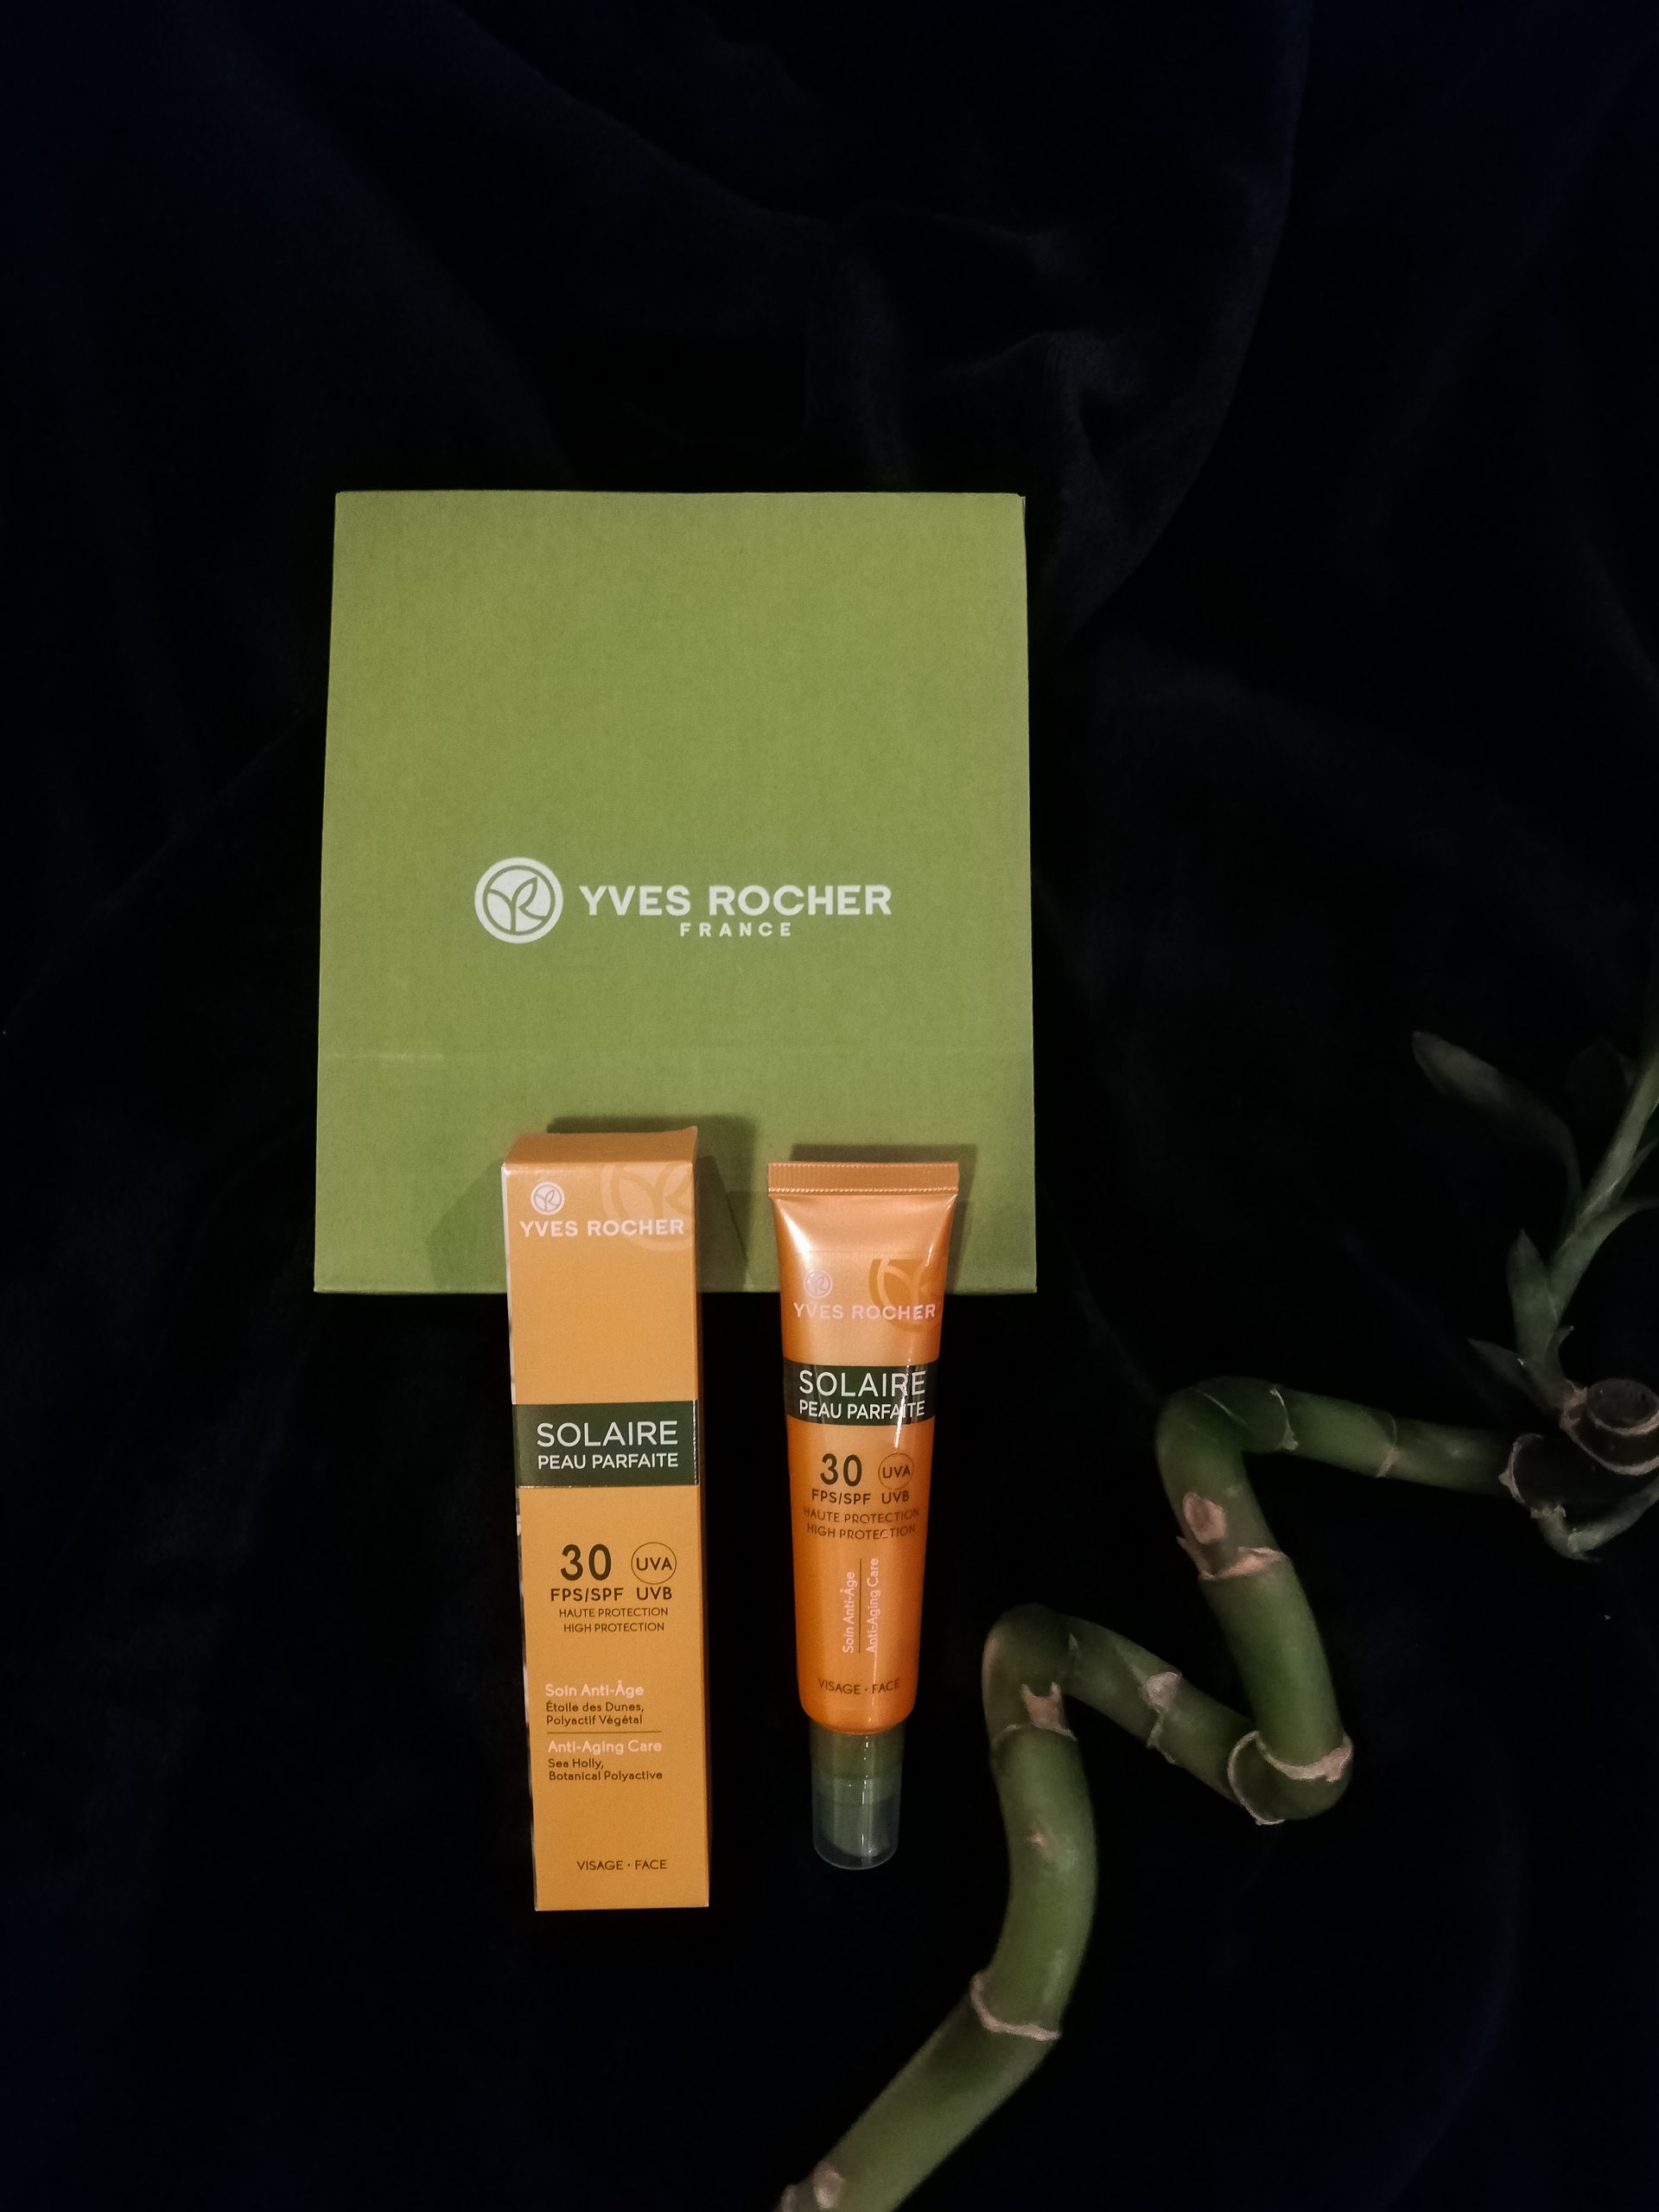 YVES ROCHER
FRANCE
YVES ROCHER
SOLAIRE
PEAU PARFAITE
30 UVA
FPS/SPF UVB
HAUTE PROTECTION
HIGH PROTECTION
Soin Anti-Âge
Étoile des Dunes,
Polyactif Végétal
Anti-Aging Care
Sea Holly,
Botanical Polyactive
VISAGE • FACE
YVES ROCHER
SOLAIRE
PEAU PARFAITE
30 UVA
FPS/SPF UVB
HAUTE PROTECTION
HIGH PROTECTION
Soin Anti-Âge
Anti-Aging Care
VISAGE • FACE